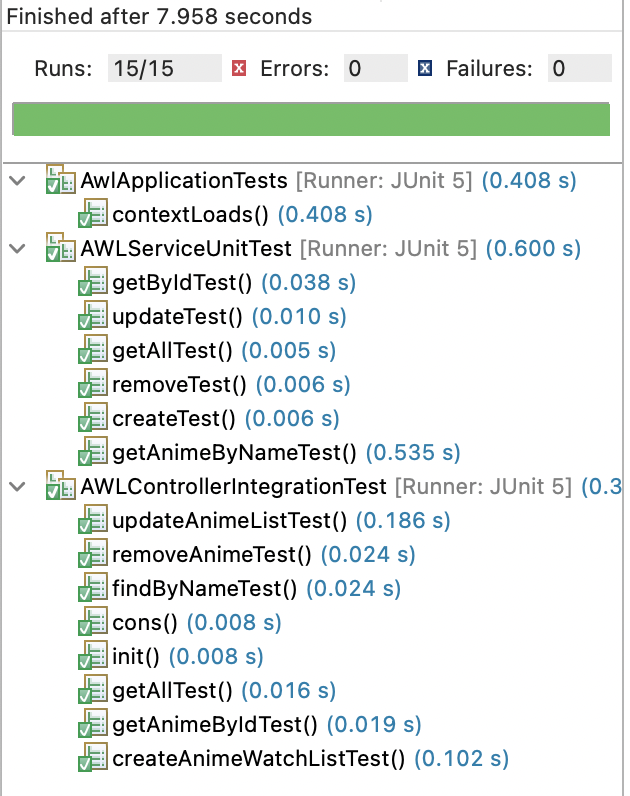 Finished after 7.958 seconds
Runs: 15/15 Errors: 0 Failures: 0
AwlApplicationTests [Runner: JUnit 5] (0.408 s)
contextLoads() (0.408 s)
AWLServiceUnitTest [Runner: JUnit 5] (0.600 s)
getByIdTest() (0.038 s)
updateTest() (0.010 s)
getAllTest() (0.005 s)
removeTest() (0.006 s)
createTest() (0.006 s)
getAnimeByNameTest() (0.535 s)
AWLControllerIntegrationTest [Runner: JUnit 5] (0.3
updateAnimeListTest() (0.186 s)
removeAnimeTest() (0.024 s)
findByNameTest() (0.024 s)
cons() (0.008 s)
init() (0.008 s)
getAllTest() (0.016 s)
getAnimeByIdTest() (0.019 s)
createAnimeWatchListTest() (0.102 s)